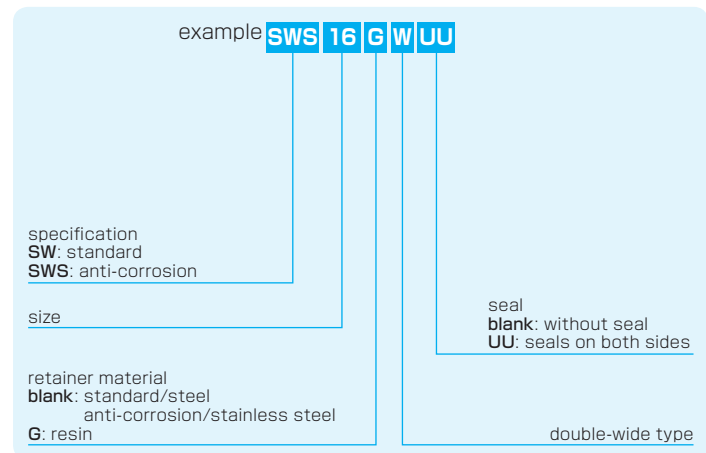 example SWS 16 G W UU
specification
SW: standard
SWS: anti-corrosion
size
retainer material
blank: standard/steel
anti-corrosion/stainless steel
G: resin
seal
blank: without seal
UU: seals on both sides
double-wide type